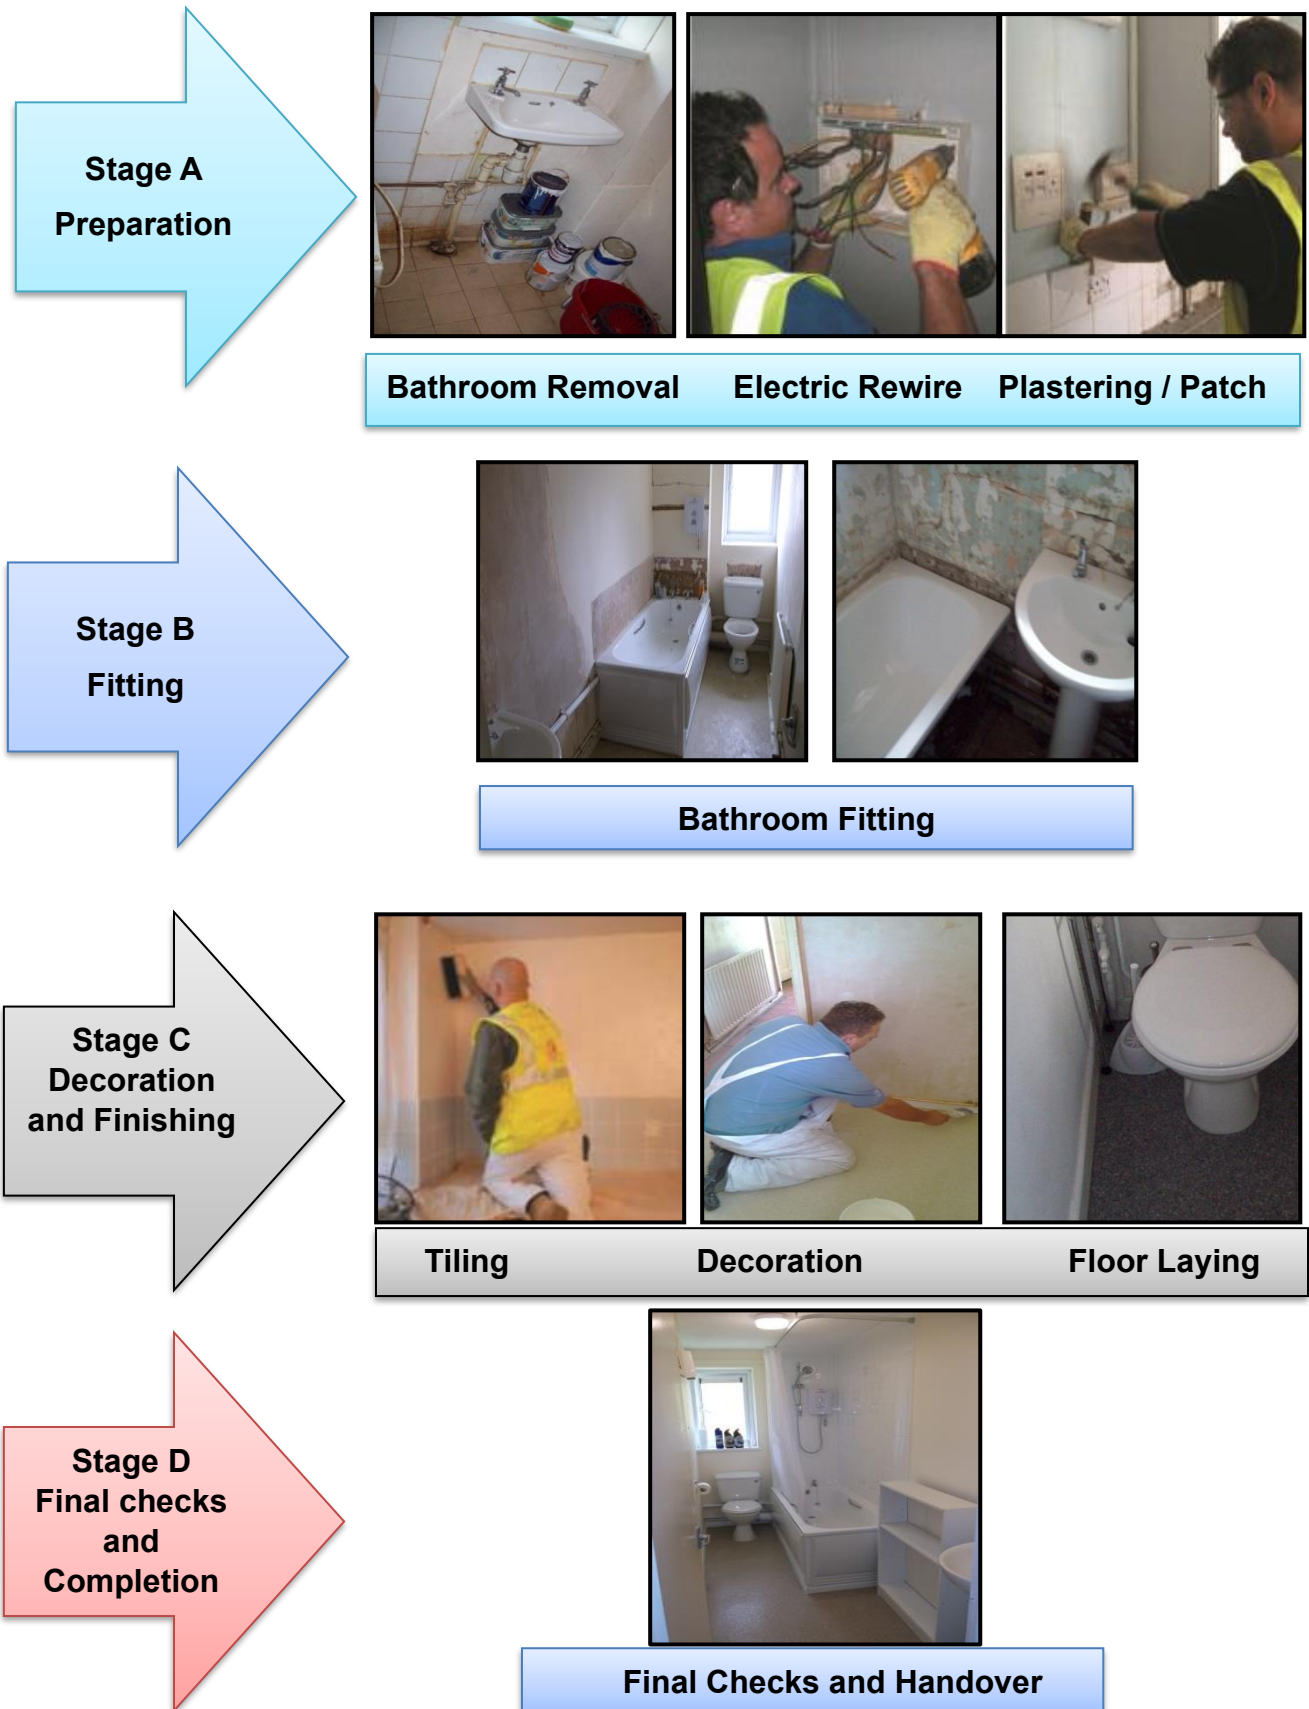 Stage A
Preparation
Bathroom Removal Electric Rewire Plastering / Patch
Stage B
Fitting
Bathroom Fitting
Stage C
Decoration
and Finishing
Tiling Decoration Floor Laying
Stage D
Final checks
and
Completion
Final Checks and Handover